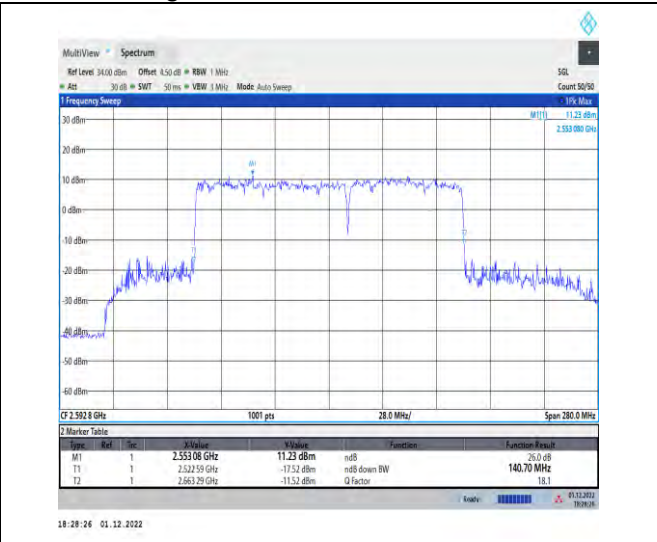 MultiView Spectrum
Ref Level 34.00 dBm Offset 4.50 dB RBW 1 MHz SGL
Att 30 dB SWT 50 ms VBW 3 MHz Mode Auto Sweep Count 50/50
1 Frequency Sweep 1Pk Max
M1[1] 11.23 dBm
2.553 080 GHz
30 dBm
20 dBm
M1
10 dBm
0 dBm
-10 dBm
T1
T2
-20 dBm
-30 dBm
-40 dBm
-50 dBm
-60 dBm
CF 2.592 8 GHz 1001 pts 28.0 MHz/ Span 280.0 MHz
2 Marker Table
Type Ref Trc X-Value Y-Value Function Function Result
M1 1 2.553 08 GHz 11.23 dBm ndB 26.0 dB
T1 1 2.522 59 GHz -17.52 dBm ndB down BW 140.70 MHz
T2 1 2.663 29 GHz -11.52 dBm Q Factor 18.1
Ready 01.12.2022
18:28:26
18:28:26 01.12.2022